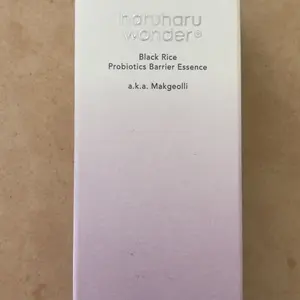 haruharu
wonder®
Black Rice
Probiotics Barrier Essence
a.k.a. Makgeolli